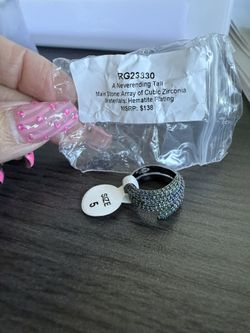 RG23330
A Neverending Tail
Main Stone: Array of Cubic Zirconia
Materials: Hematite Plating
MSRP: $138
SIZE
5